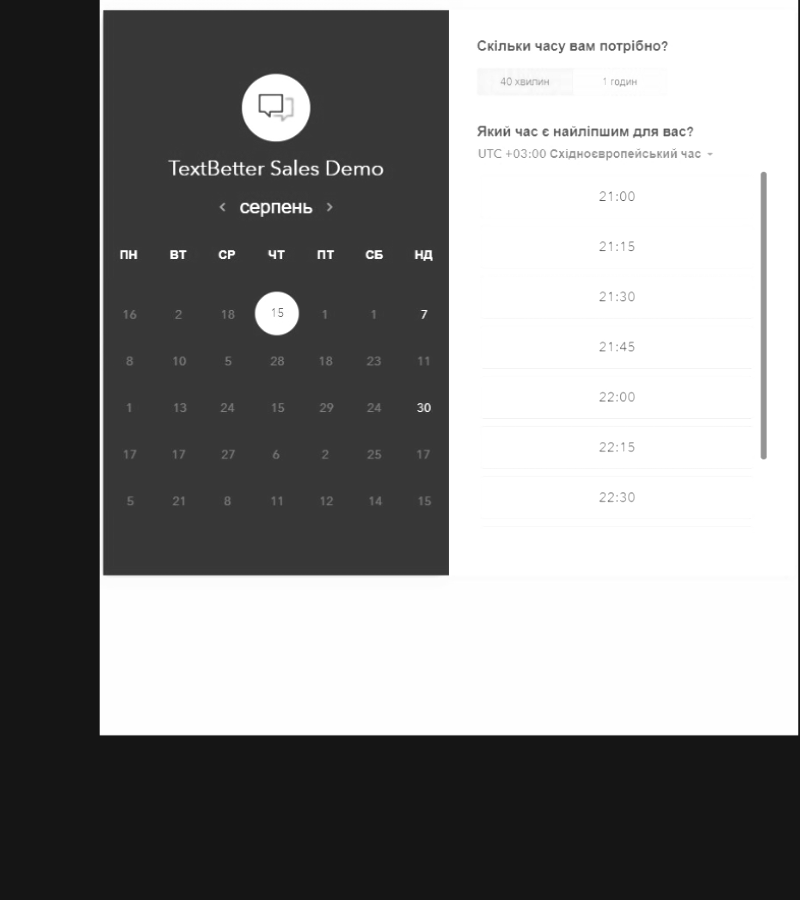 TextBetter Sales Demo
‹ серпень ›
ПН ВТ СР ЧТ ПТ СБ НД
16 2 18 15 1 1 7
8 10 5 28 18 23 11
1 13 24 15 29 24 30
17 17 27 6 2 25 17
5 21 8 11 12 14 15
Скільки часу вам потрібно?
40 хвилин 1 годин
Який час є найліпшим для вас?
UTC +03:00 Східноєвропейський час
21:00
21:15
21:30
21:45
22:00
22:15
22:30